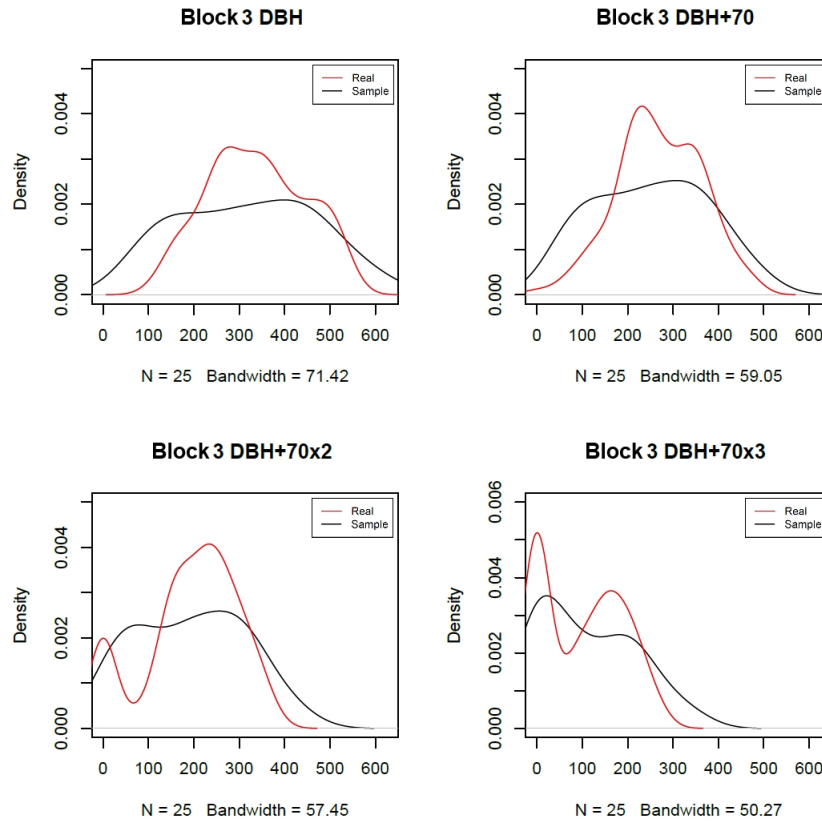 Block 3 DBH
Real
Sample
Density
0.000
0.002
0.004
0 100 200 300 400 500 600
N = 25 Bandwidth = 71.42
Block 3 DBH+70
Real
Sample
Density
0.000
0.002
0.004
0 100 200 300 400 500 600
N = 25 Bandwidth = 59.05
Block 3 DBH+70x2
Real
Sample
Density
0.000
0.002
0.004
0 100 200 300 400 500 600
N = 25 Bandwidth = 57.45
Block 3 DBH+70x3
Real
Sample
Density
0.000
0.002
0.004
0.006
0 100 200 300 400 500 600
N = 25 Bandwidth = 50.27